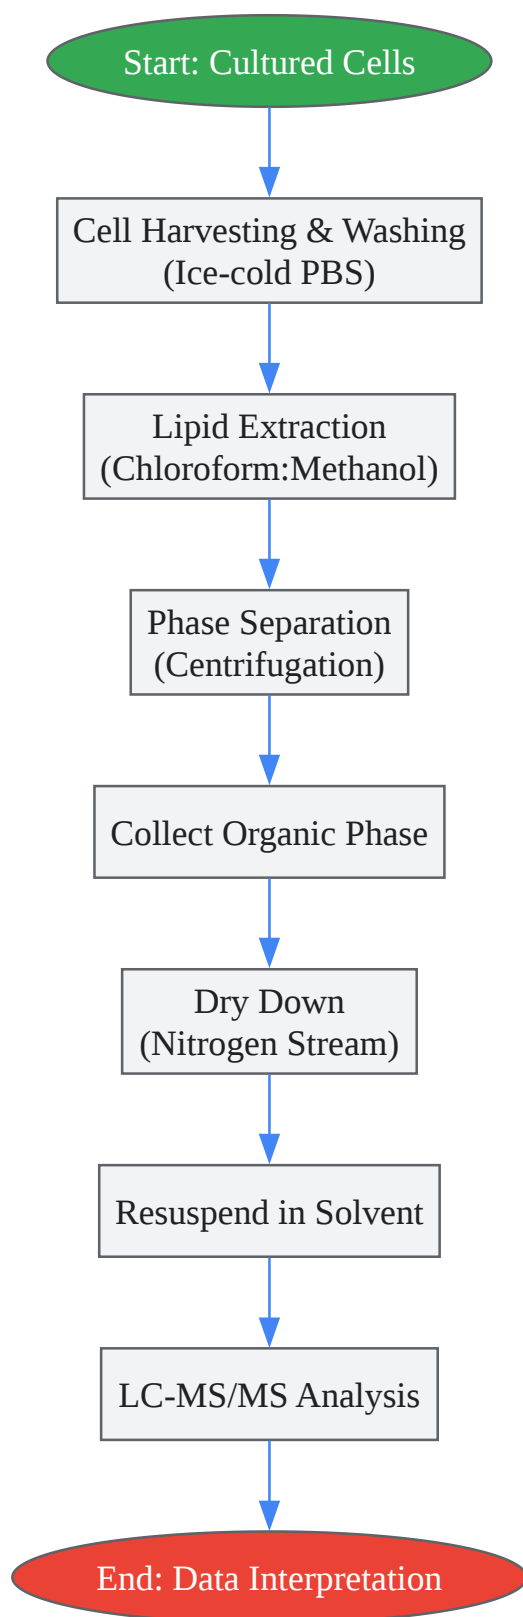 Start: Cultured Cells
Cell Harvesting & Washing
(Ice-cold PBS)
Lipid Extraction
(Chloroform:Methanol)
Phase Separation
(Centrifugation)
Collect Organic Phase
Dry Down
(Nitrogen Stream)
Resuspend in Solvent
LC-MS/MS Analysis
End: Data Interpretation